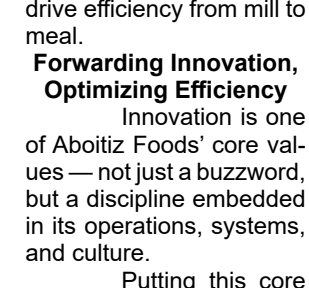 drive efficiency from mill to
meal.
Forwarding Innovation,
Optimizing Efficiency
Innovation is one
of Aboitiz Foods’ core val-
ues — not just a buzzword,
but a discipline embedded
in its operations, systems,
and culture.
Putting this core